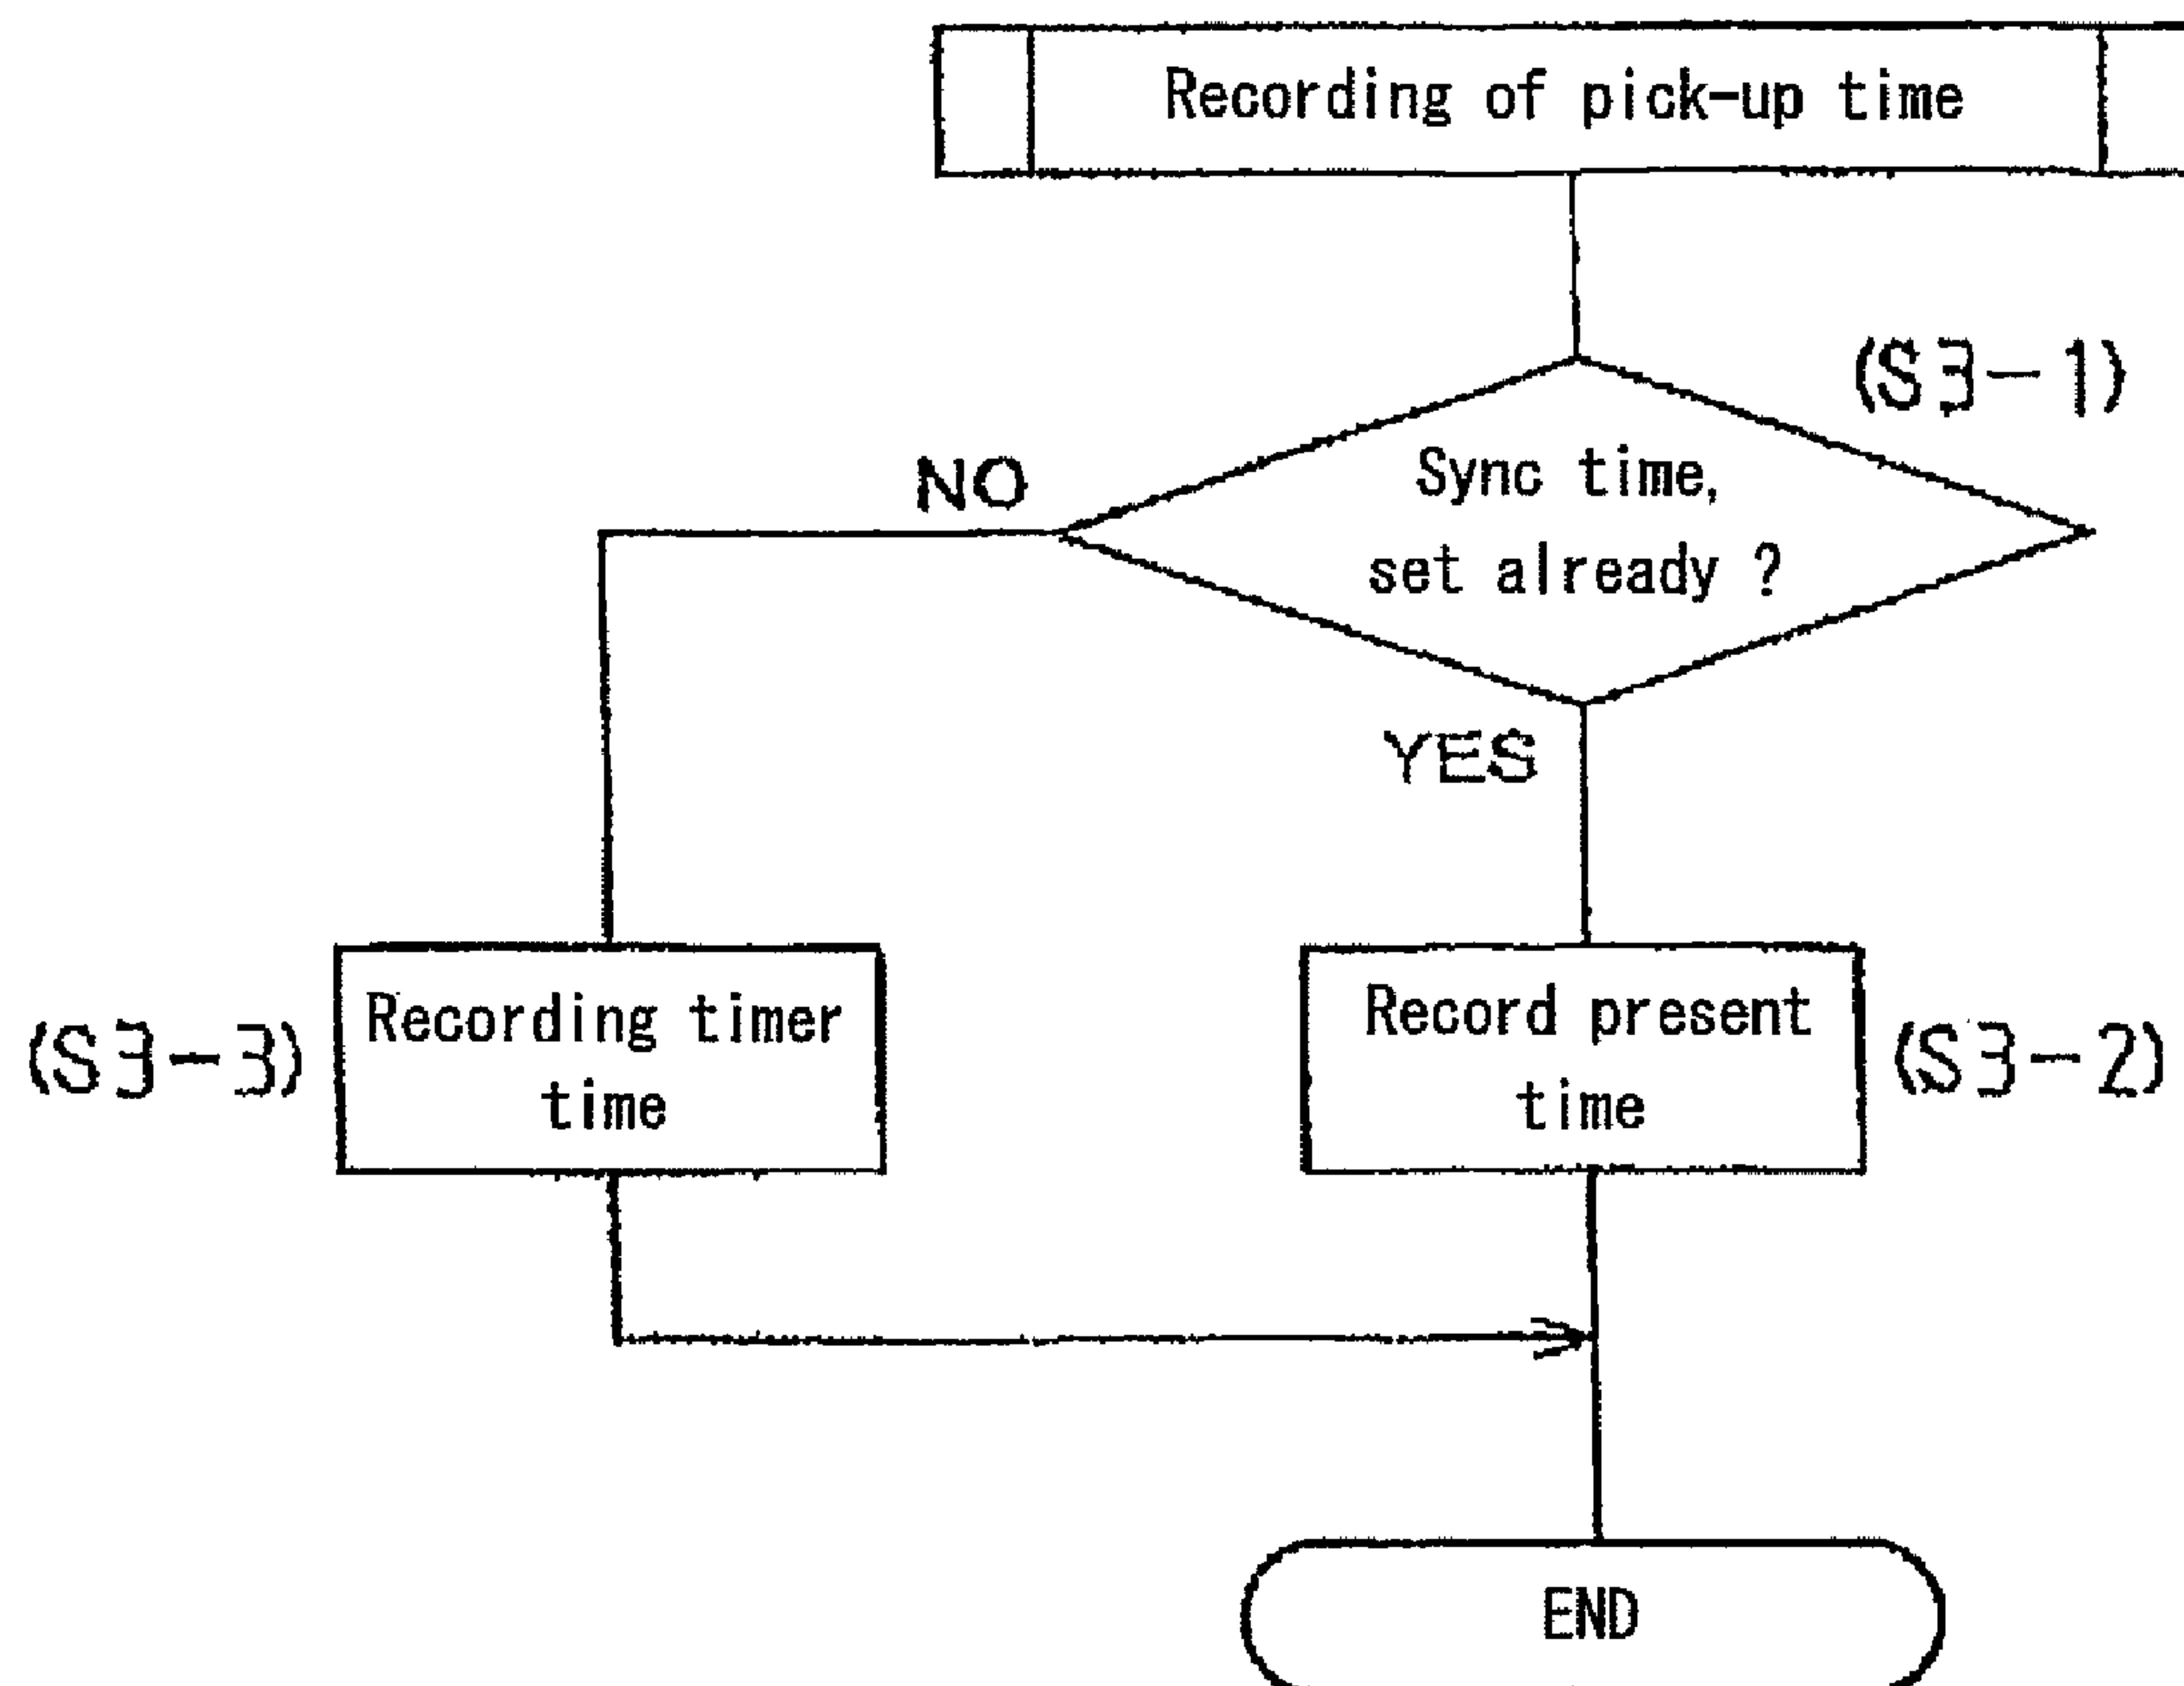 Recording of pick-up time
(S3-1)
Sync time,
set already ?
NO
YES
Recording timer
time
(S3-3)
Record present
time
(S3-2)
END